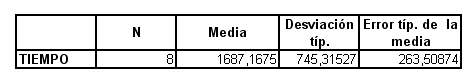 N Media Desviación típ. Error típ. de la media
TIEMPO 8 1687,1675 745,31527 263,50874